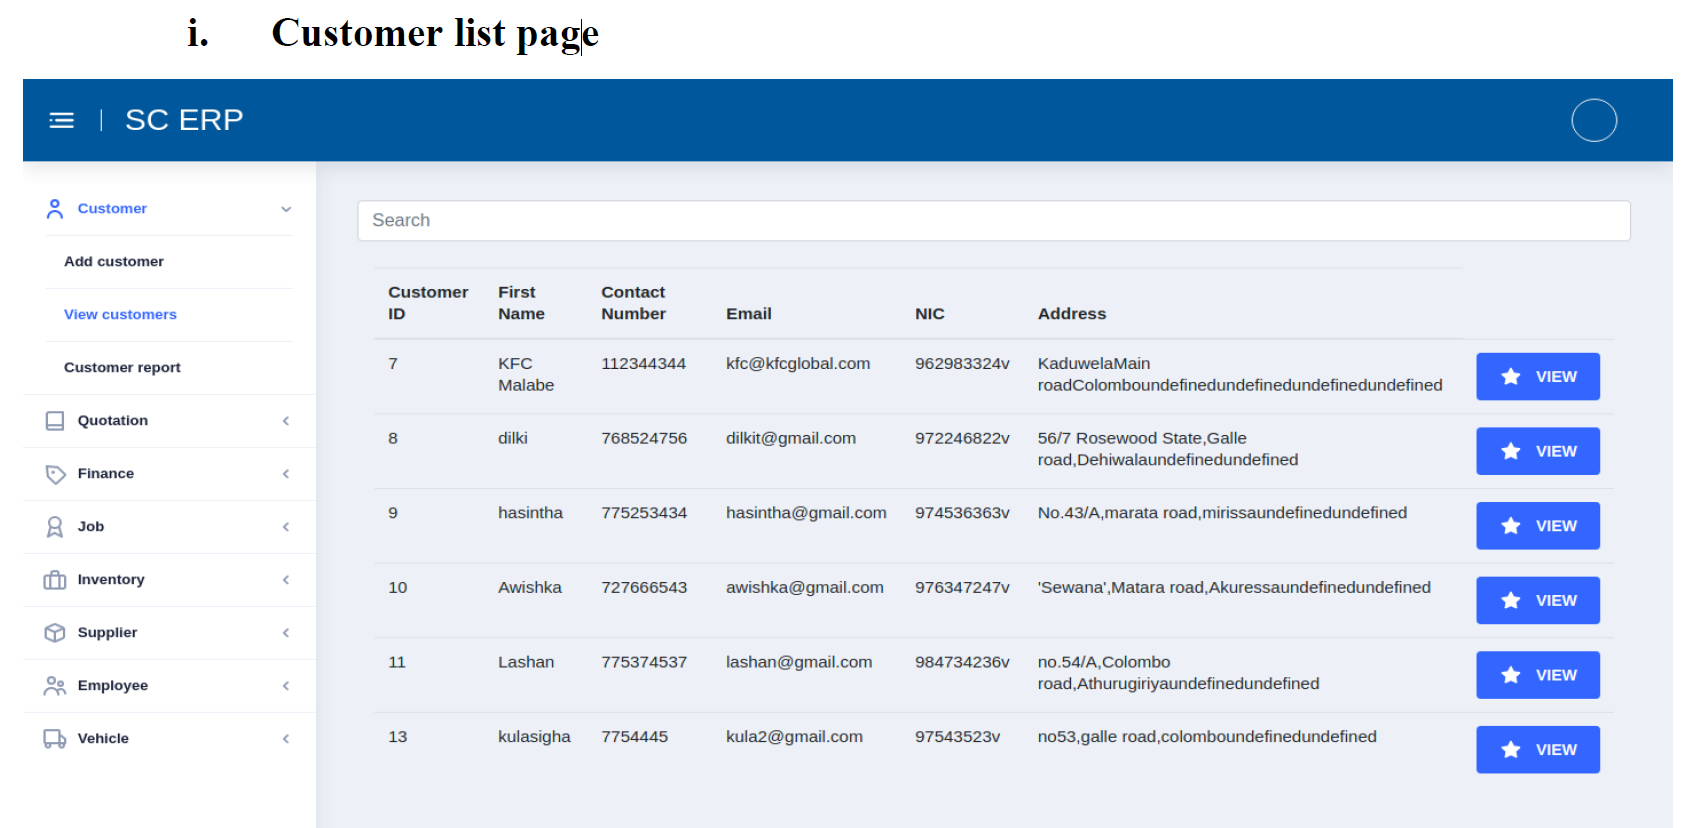 i. Customer list page
SC ERP
Customer
Add customer
View customers
Customer report
Quotation
Finance
Job
Inventory
Supplier
Employee
Vehicle
Search
Customer First Contact
ID Name Number Email NIC Address
7 KFC 112344344 kfc@kfcglobal.com 962983324v KaduwelaMain
Malabe roadColomboundefinedundefinedundefinedundefined
VIEW
8 dilki 768524756 dilkit@gmail.com 972246822v 56/7 Rosewood State,Galle
road,Dehiwalaundefinedundefined
VIEW
9 hasintha 775253434 hasintha@gmail.com 974536363v No.43/A,marata road,mirissaundefinedundefined
VIEW
10 Awishka 727666543 awishka@gmail.com 976347247v 'Sewana',Matara road,Akuressaundefinedundefined
VIEW
11 Lashan 775374537 lashan@gmail.com 984734236v no.54/A,Colombo
road,Athurugiriyaundefinedundefined
VIEW
13 kulasigha 7754445 kula2@gmail.com 97543523v no53,galle road,colomboundefinedundefined
VIEW